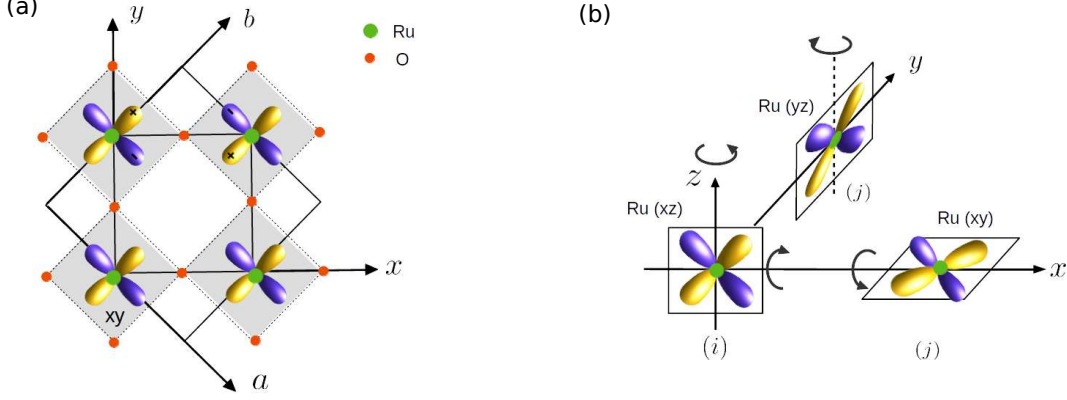 (a)
y
b
Ru
O
+
-
-
+
x
xy
a
(b)
y
Ru (yz)
z
(j)
Ru (xz)
Ru (xy)
x
(i)
(j)